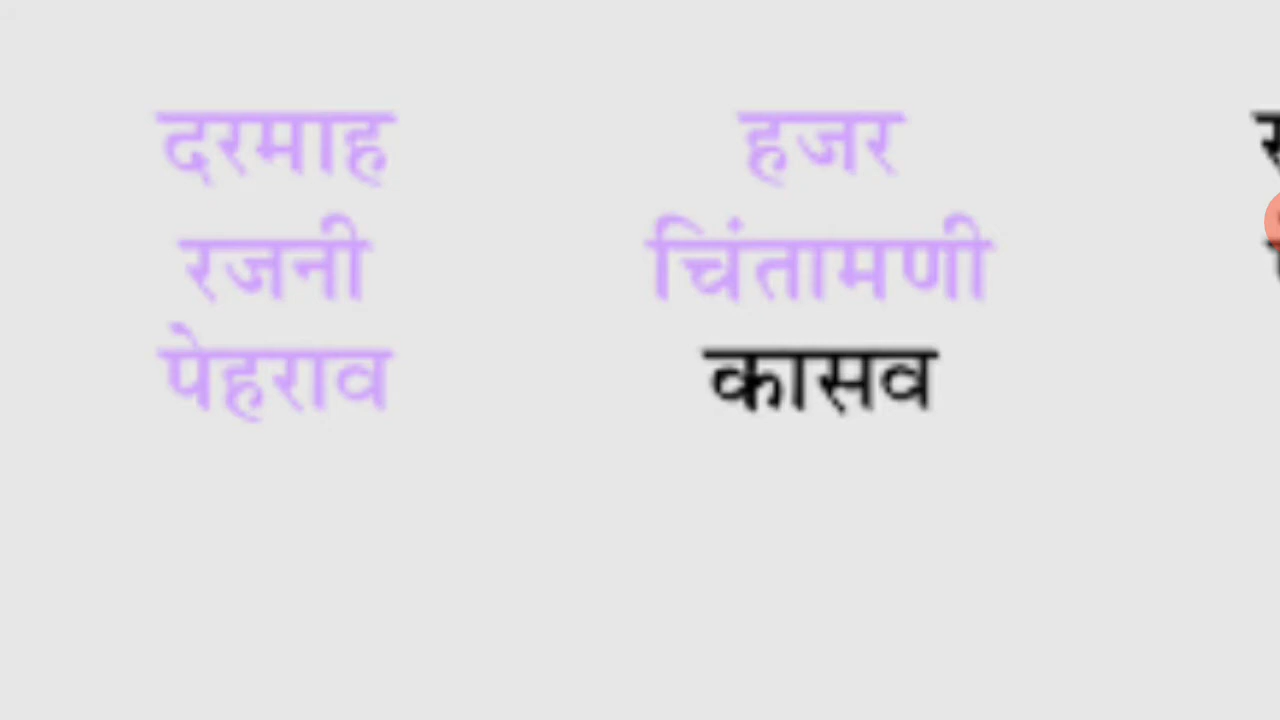 दरमाह हजर
रजनी चिंतामणी
पेहराव कासव